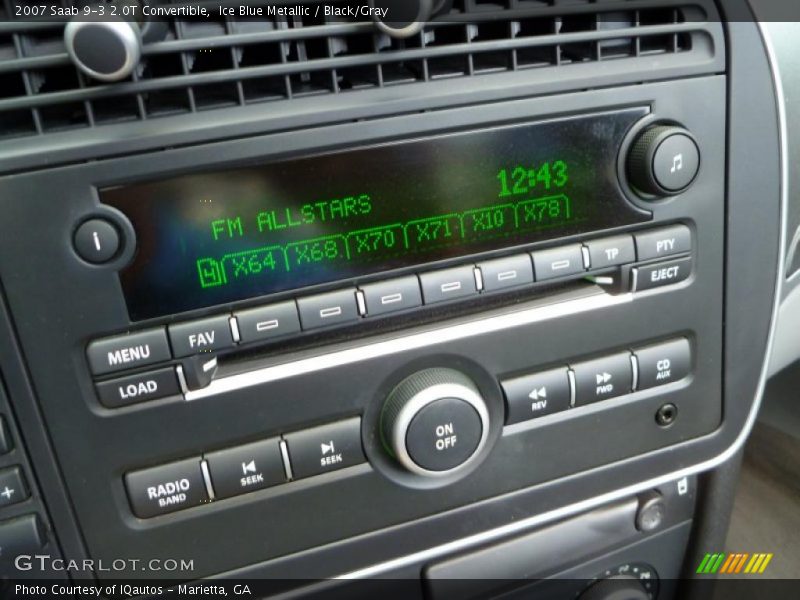 2007 Saab 9-3 2.0T Convertible, Ice Blue Metallic / Black/Gray
12:43
FM ALLSTARS
4 X64 X68 X70 X71 X10 X78
i
TP
PTY
MENU
FAV
EJECT
LOAD
ON
OFF
REV
FWD
CD
AUX
RADIO
BAND
SEEK
SEEK
+
GTCARLOT.COM
Photo Courtesy of IQautos - Marietta, GA